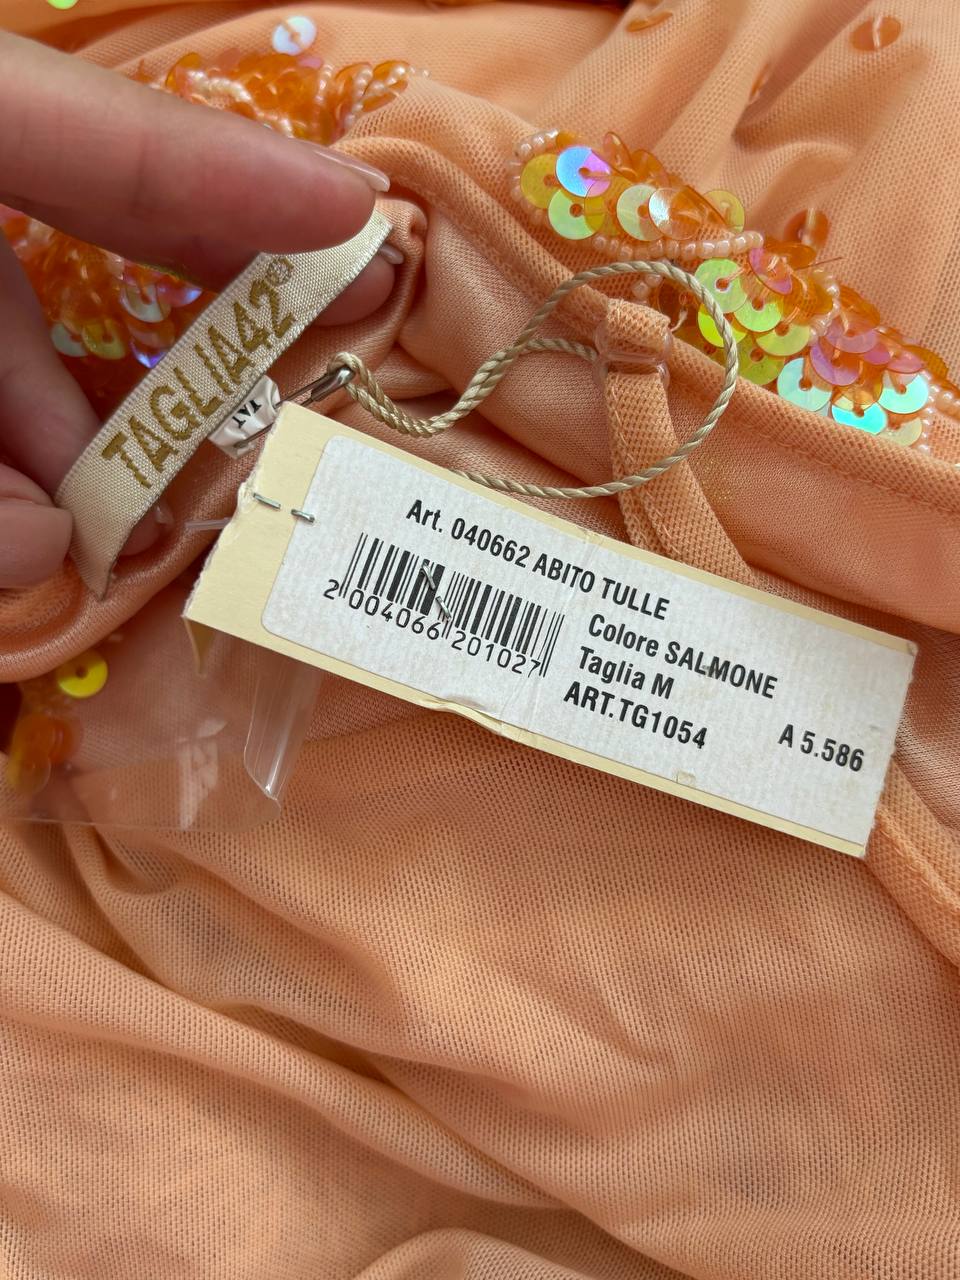 TAGLIA42®
Art. 040662 ABITO TULLE
2 004066 201027
Colore SALMONE
Taglia M
ART.TG1054
A 5.586